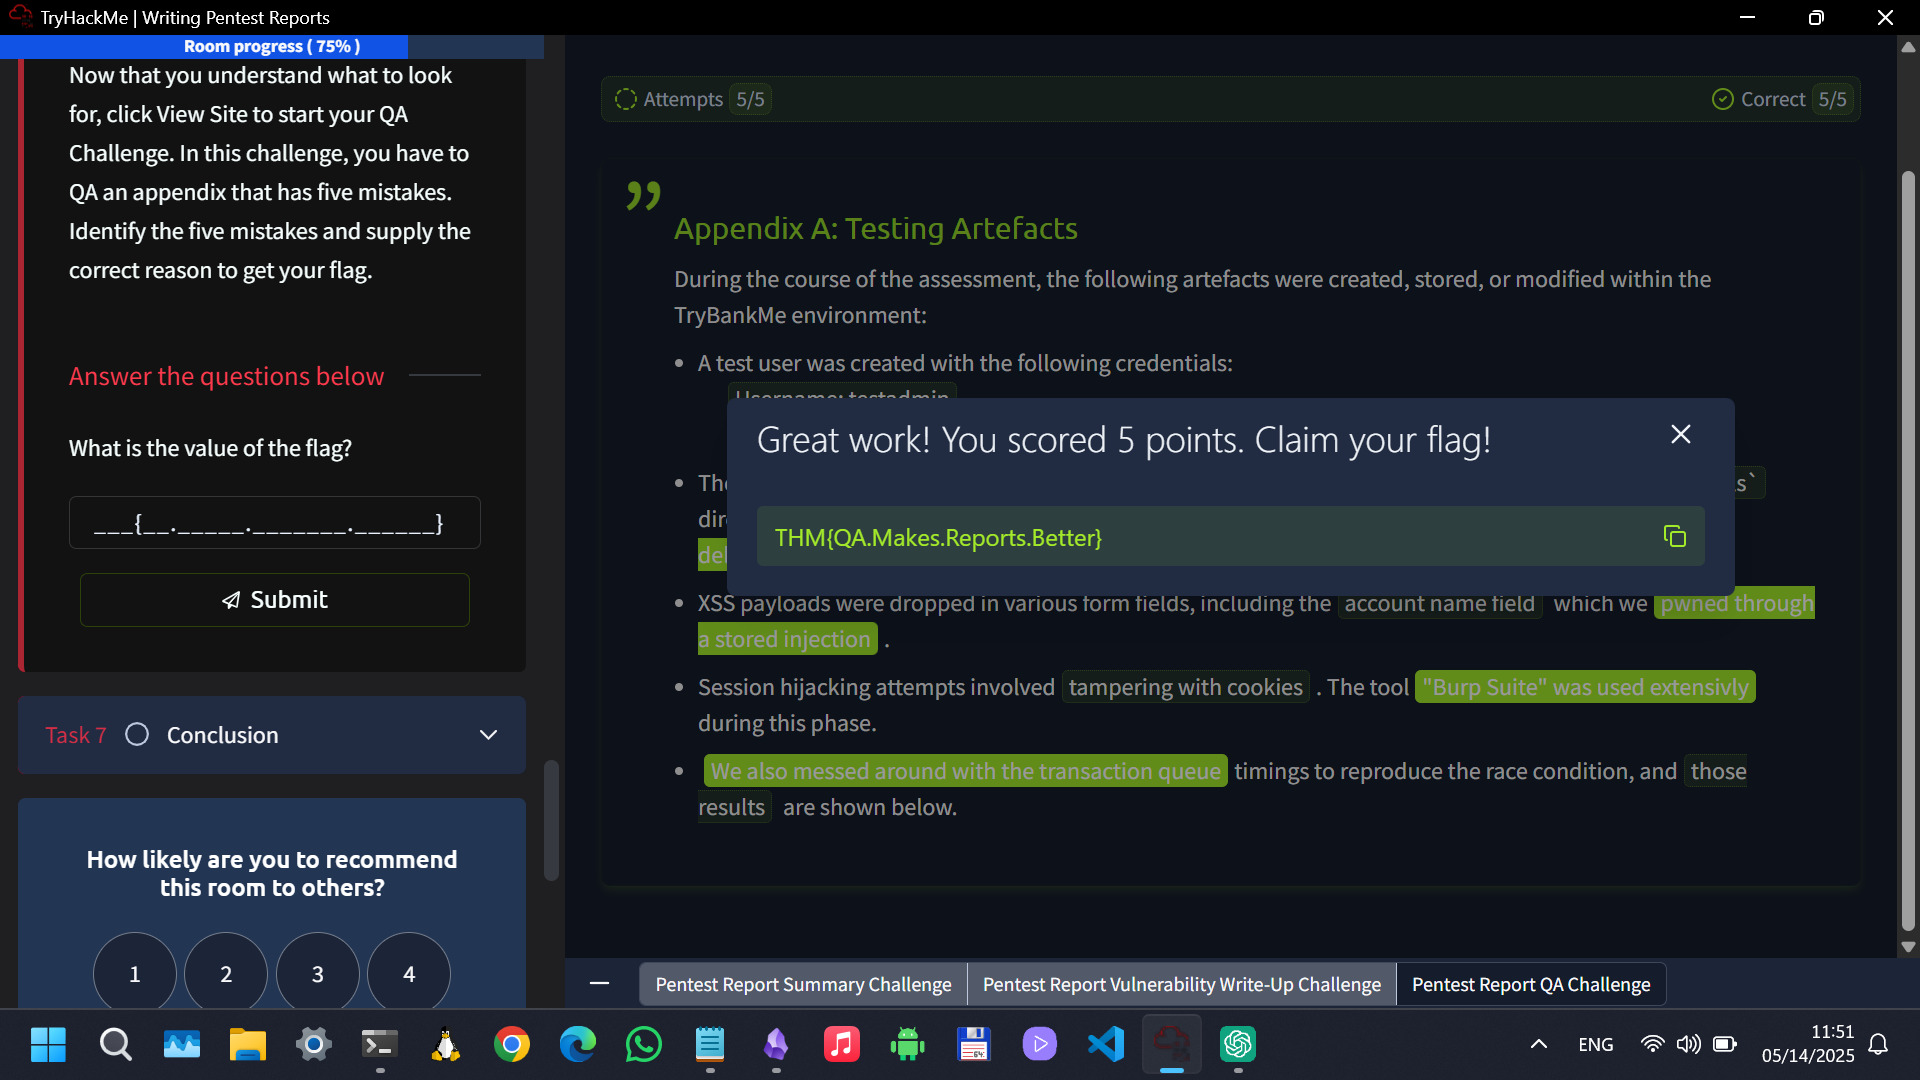 TryHackMe | Writing Pentest Reports
Room progress ( 75% )
Now that you understand what to look
for, click View Site to start your QA
Challenge. In this challenge, you have to
QA an appendix that has five mistakes.
Identify the five mistakes and supply the
correct reason to get your flag.
Answer the questions below
What is the value of the flag?
___{__._____._______.______}
Submit
Task 7 Conclusion
How likely are you to recommend
this room to others?
1 2 3 4
Attempts 5/5 Correct 5/5
Appendix A: Testing Artefacts
During the course of the assessment, the following artefacts were created, stored, or modified within the
TryBankMe environment:
• A test user was created with the following credentials:
Username: testadmin
Great work! You scored 5 points. Claim your flag!
THM{QA.Makes.Reports.Better}
• XSS payloads were dropped in various form fields, including the account name field which we pwned through
a stored injection .
• Session hijacking attempts involved tampering with cookies . The tool "Burp Suite" was used extensivly
during this phase.
• We also messed around with the transaction queue timings to reproduce the race condition, and those
results are shown below.
Pentest Report Summary Challenge Pentest Report Vulnerability Write-Up Challenge Pentest Report QA Challenge
64
ENG
11:51
05/14/2025